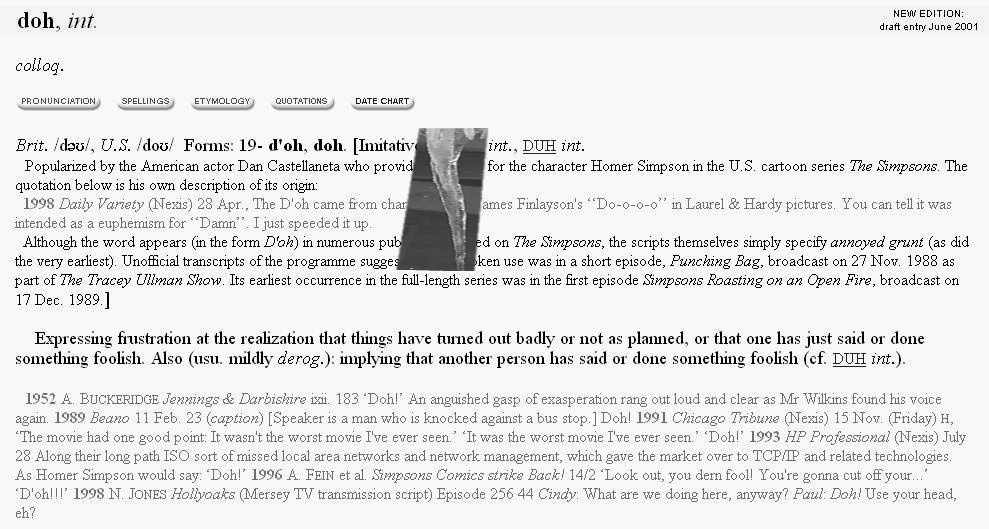 doh, int.
NEW EDITION:
draft entry June 2001
colloq.
PRONUNCIATION SPELLINGS ETYMOLOGY QUOTATIONS DATE CHART
Brit. /dəʊ/, U.S. /doʊ/ Forms: 19- d'oh, doh. [Imitativ int., DUH int.
Popularized by the American actor Dan Castellaneta who provid for the character Homer Simpson in the U.S. cartoon series The Simpsons. The
quotation below is his own description of its origin:
1998 Daily Variety (Nexis) 28 Apr., The D'oh came from char ames Finlayson's ‘‘Do-o-o-o’’ in Laurel & Hardy pictures. You can tell it was
intended as a euphemism for ‘‘Damn’’. I just speeded it up.
Although the word appears (in the form D'oh) in numerous pub ed on The Simpsons, the scripts themselves simply specify annoyed grunt (as did
the very earliest). Unofficial transcripts of the programme sugges oken use was in a short episode, Punching Bag, broadcast on 27 Nov. 1988 as
part of The Tracey Ullman Show. Its earliest occurrence in the full-length series was in the first episode Simpsons Roasting on an Open Fire, broadcast on
17 Dec. 1989.]
Expressing frustration at the realization that things have turned out badly or not as planned, or that one has just said or done
something foolish. Also (usu. mildly derog.): implying that another person has said or done something foolish (cf. DUH int.).
1952 A. BUCKERIDGE Jennings & Darbishire ixii. 183 ‘Doh!’ An anguished gasp of exasperation rang out loud and clear as Mr Wilkins found his voice
again. 1989 Beano 11 Feb. 23 (caption) [Speaker is a man who is knocked against a bus stop.] Doh! 1991 Chicago Tribune (Nexis) 15 Nov. (Friday) H,
‘The movie had one good point: It wasn't the worst movie I've ever seen.’ ‘It was the worst movie I've ever seen.’ ‘Doh!’ 1993 HP Professional (Nexis) July
28 Along their long path ISO sort of missed local area networks and network management, which gave the market over to TCP/IP and related technologies.
As Homer Simpson would say: ‘Doh!’ 1996 A. FEIN et al. Simpsons Comics strike Back! 14/2 ‘Look out, you dern fool! You're gonna cut off your...’
‘D'oh!!!’ 1998 N. JONES Hollyoaks (Mersey TV transmission script) Episode 256 44 Cindy: What are we doing here, anyway? Paul: Doh! Use your head,
eh?